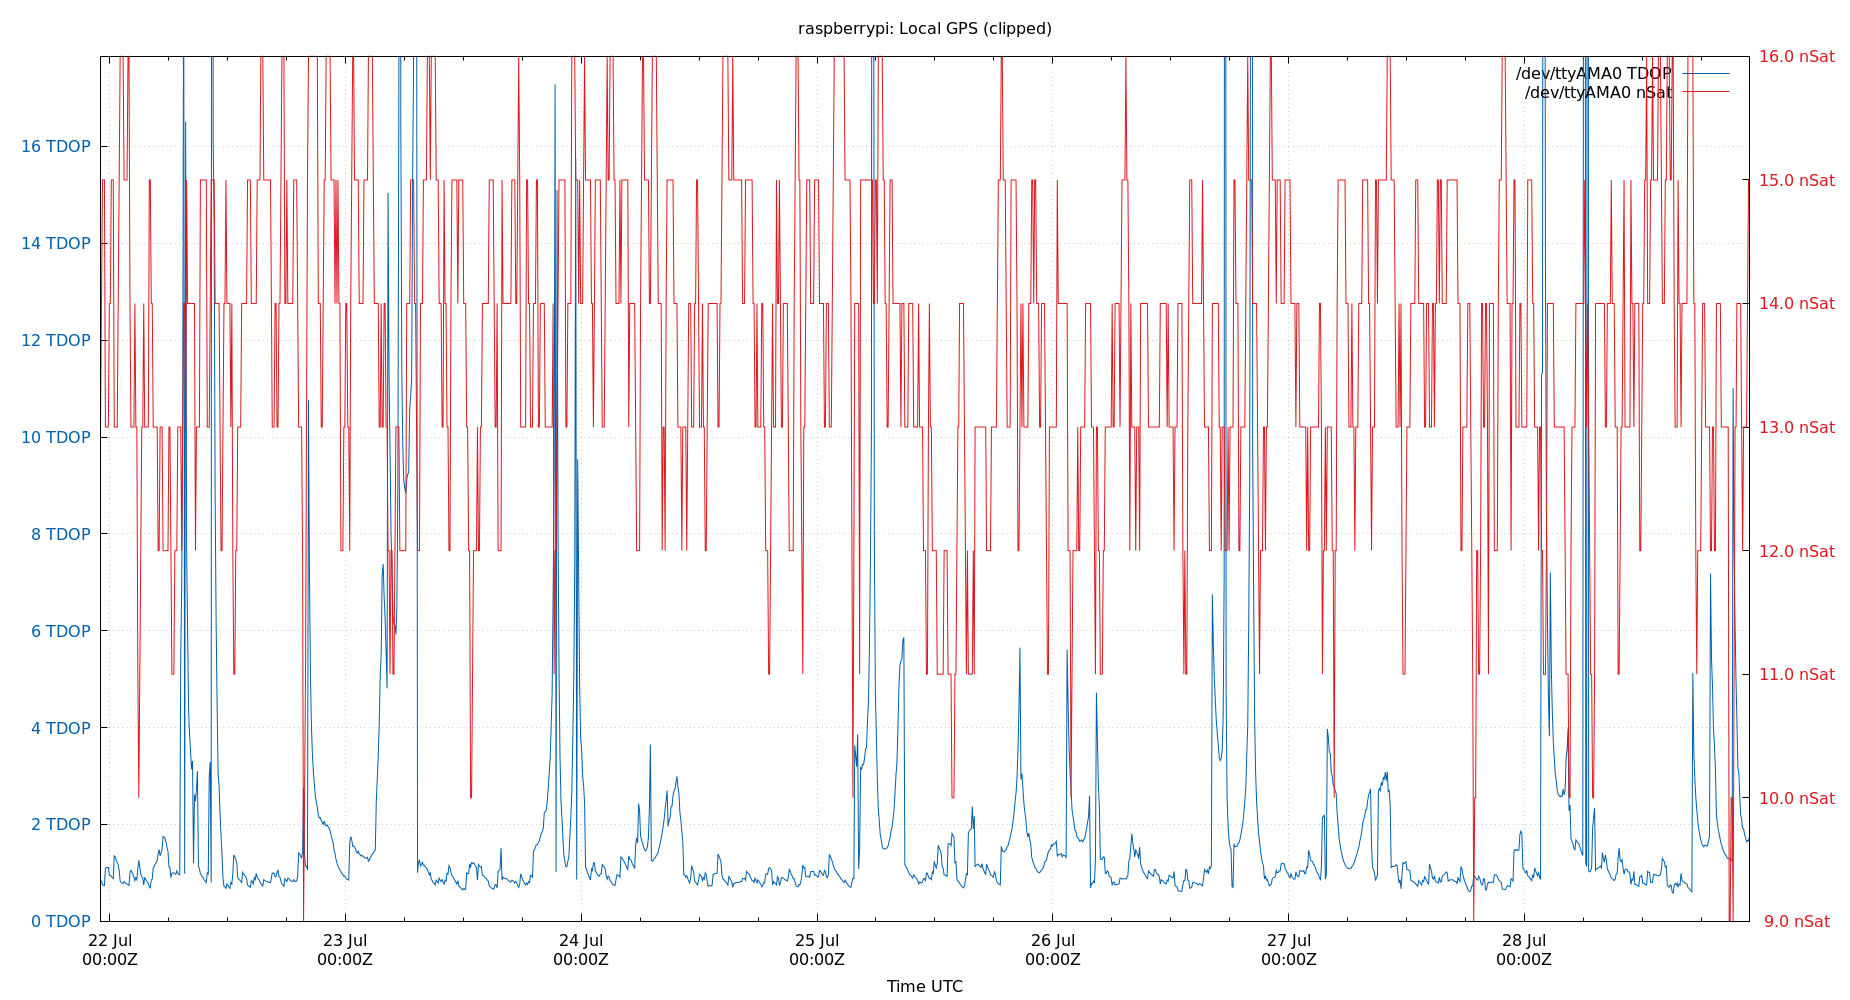 raspberrypi: Local GPS (clipped)
/dev/ttyAMA0 TDOP
/dev/ttyAMA0 nSat
16 TDOP
14 TDOP
12 TDOP
10 TDOP
8 TDOP
6 TDOP
4 TDOP
2 TDOP
0 TDOP
16.0 nSat
15.0 nSat
14.0 nSat
13.0 nSat
12.0 nSat
11.0 nSat
10.0 nSat
9.0 nSat
22 Jul
00:00Z
23 Jul
00:00Z
24 Jul
00:00Z
25 Jul
00:00Z
26 Jul
00:00Z
27 Jul
00:00Z
28 Jul
00:00Z
Time UTC